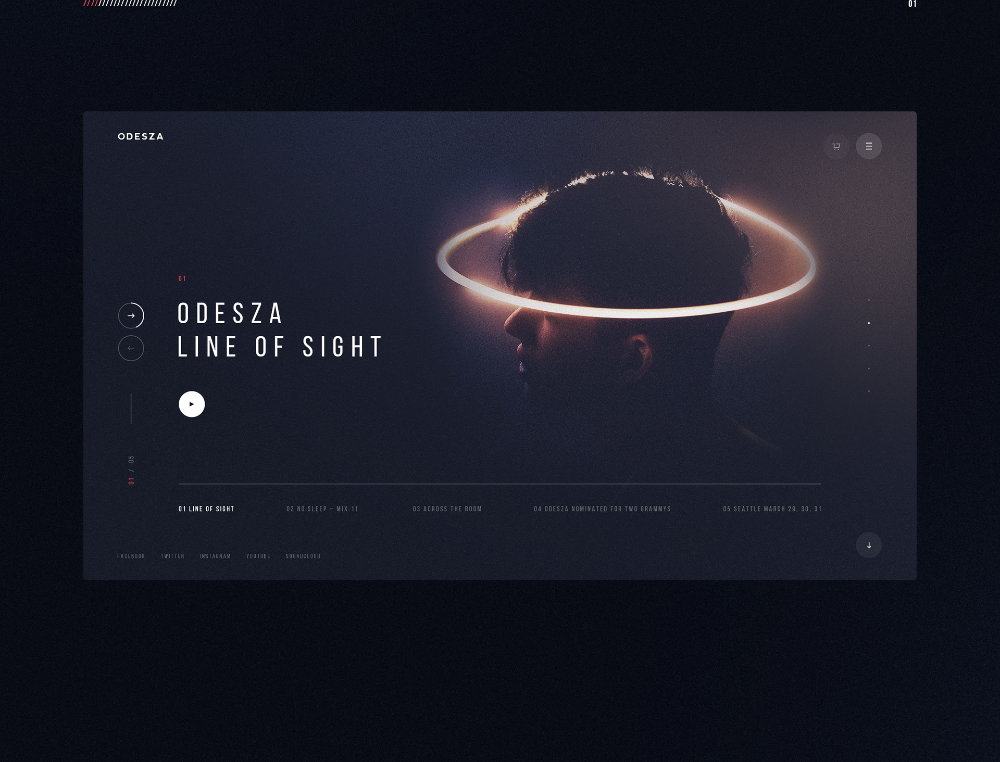 01
ODESZA
01
ODESZA
LINE OF SIGHT
01 / 05
01 LINE OF SIGHT
02 NO SLEEP - MIX.11
03 ACROSS THE ROOM
04 ODESZA NOMINATED FOR TWO GRAMMYS
05 SEATTLE MARCH 29, 30, 31
FACEBOOK TWITTER INSTAGRAM YOUTUBE SOUNDCLOUD